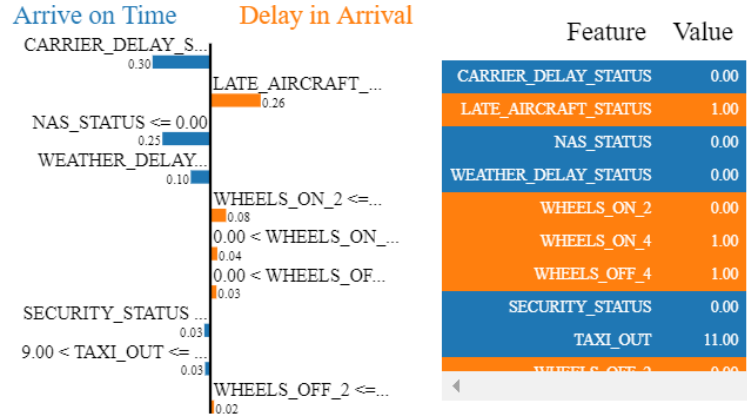 Arrive on Time
Delay in Arrival
CARRIER_DELAY_S...
0.30
LATE_AIRCRAFT_...
0.26
NAS_STATUS <= 0.00
0.25
WEATHER_DELAY...
0.10
WHEELS_ON_2 <=...
0.08
0.00 < WHEELS_ON_...
0.04
0.00 < WHEELS_OF...
0.03
SECURITY_STATUS ...
0.03
9.00 < TAXI_OUT <= ...
0.03
WHEELS_OFF_2 <=...
0.02
Feature Value
CARRIER_DELAY_STATUS 0.00
LATE_AIRCRAFT_STATUS 1.00
NAS_STATUS 0.00
WEATHER_DELAY_STATUS 0.00
WHEELS_ON_2 0.00
WHEELS_ON_4 1.00
WHEELS_OFF_4 1.00
SECURITY_STATUS 0.00
TAXI_OUT 11.00
WHEELS_OFF_2 0.00